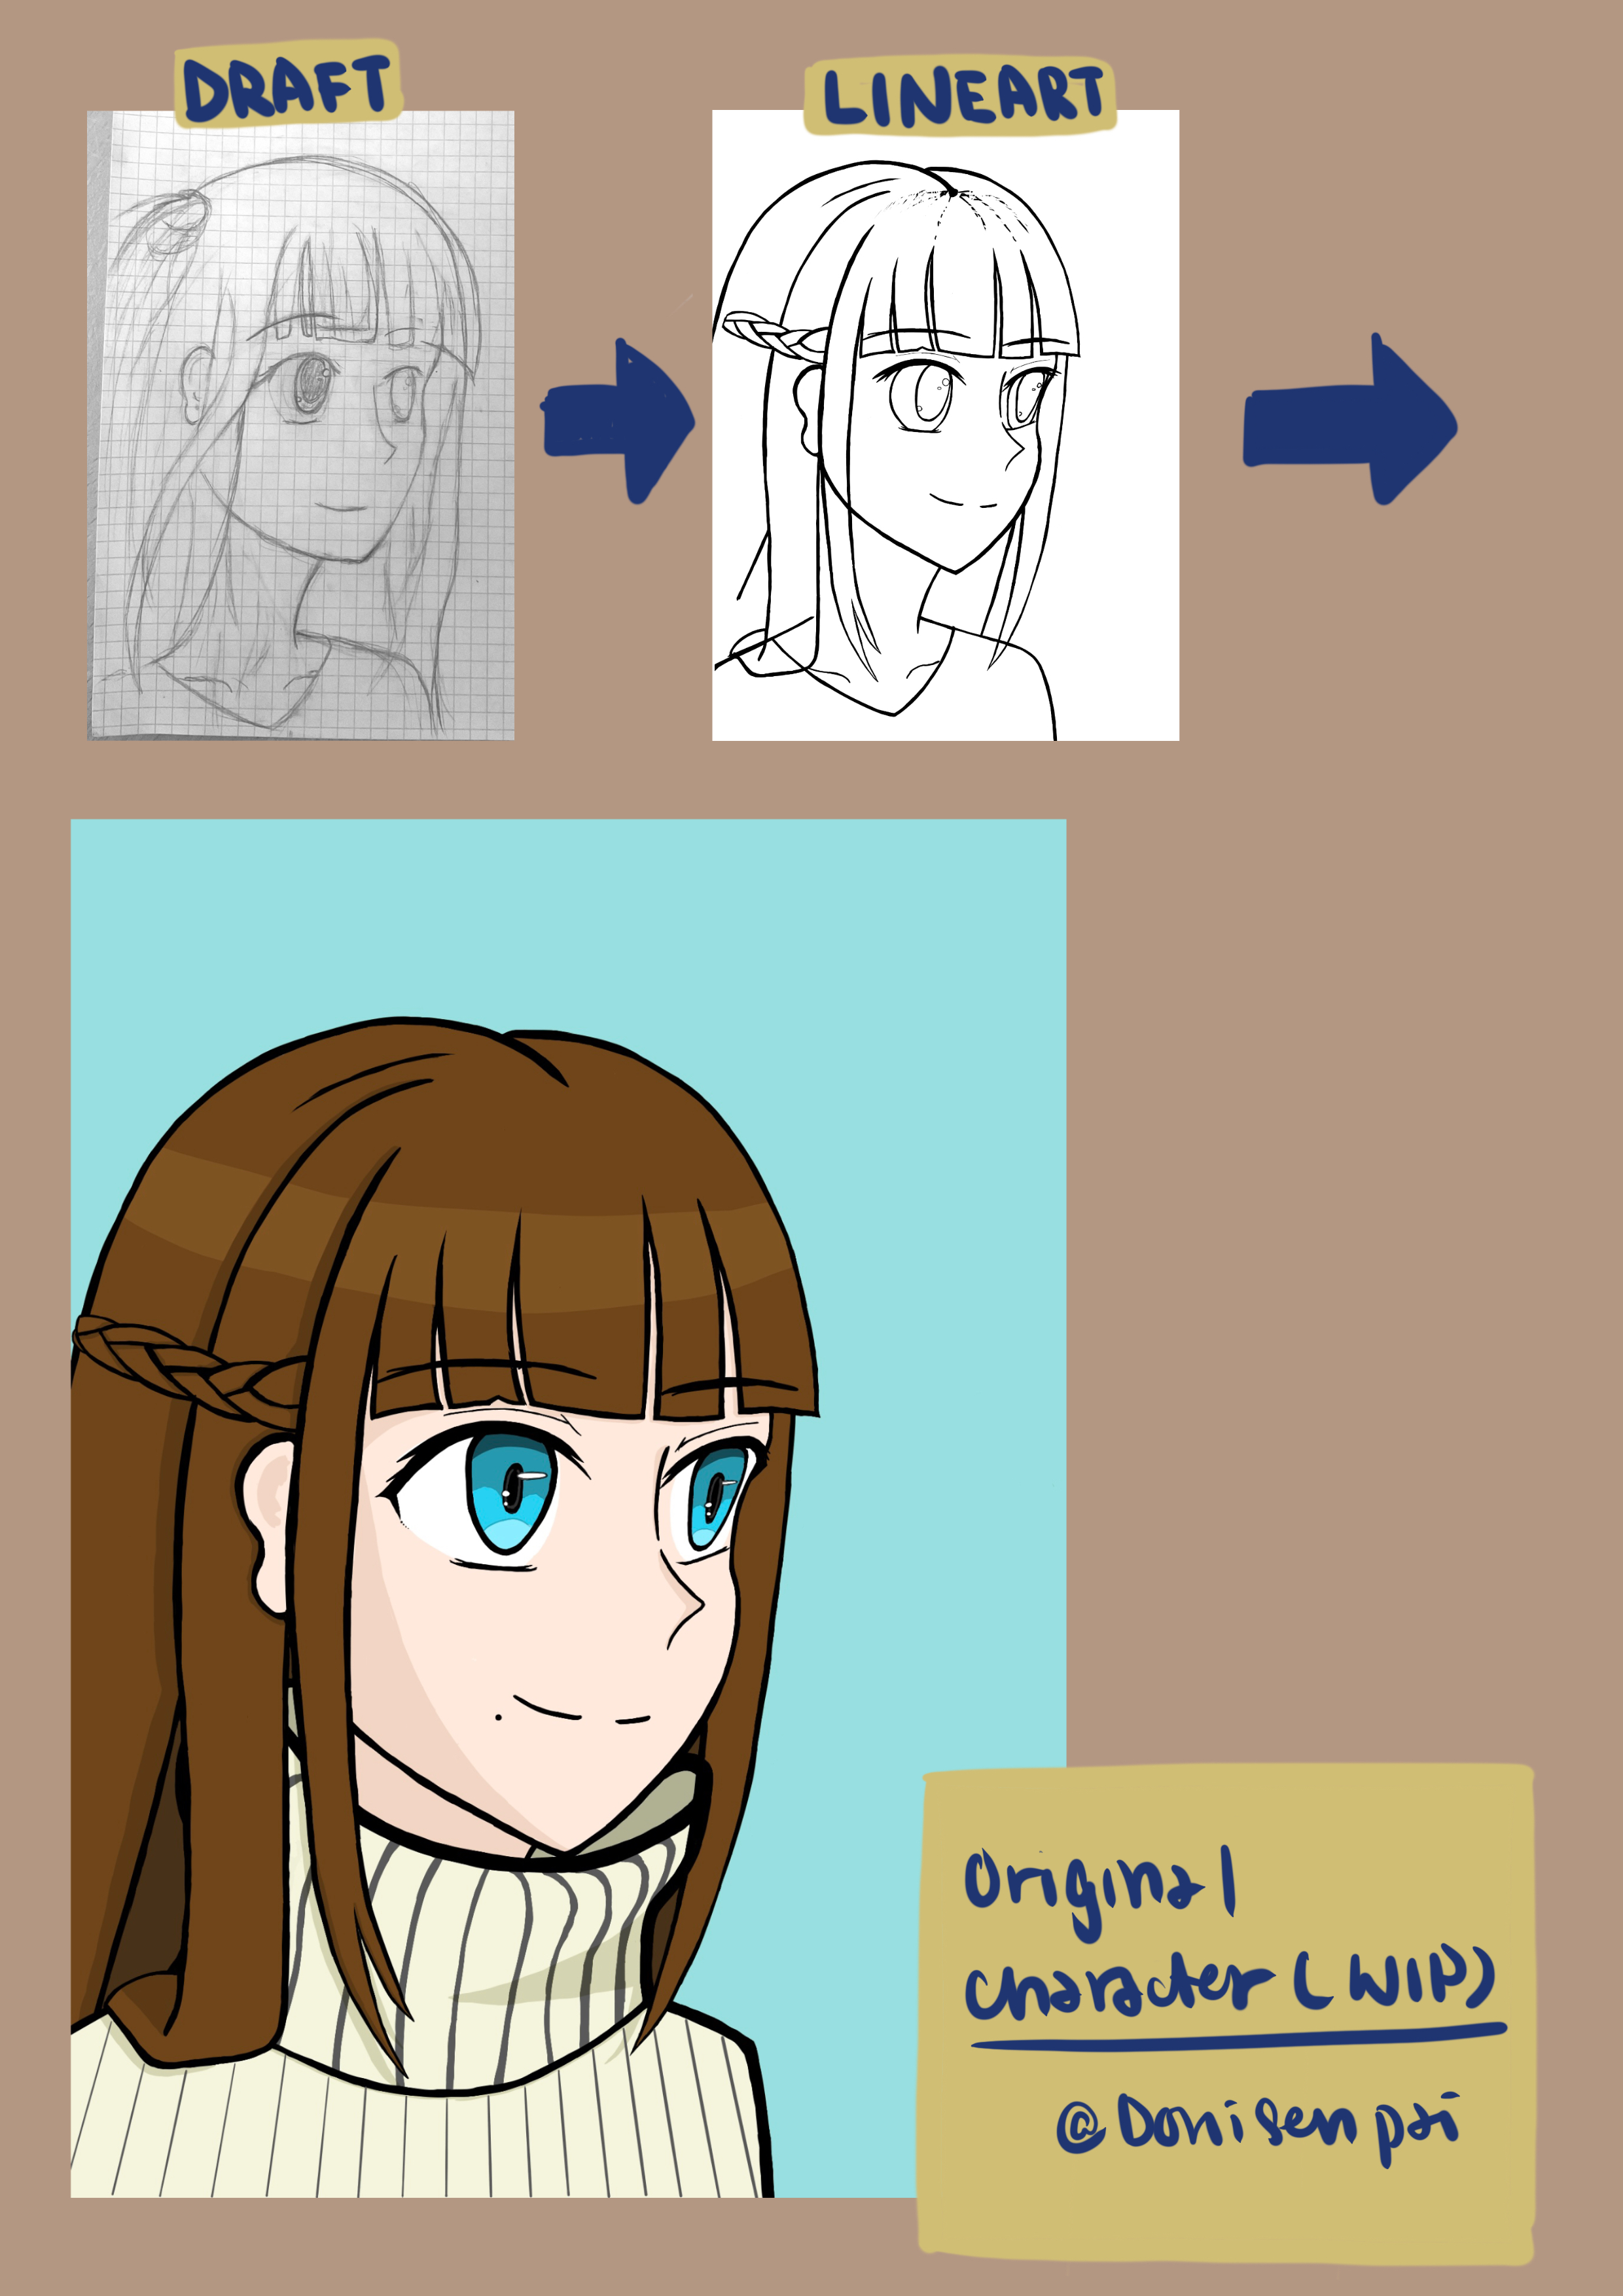 DRAFT
LINEART
Original
character (WIP)
@Donisenpai